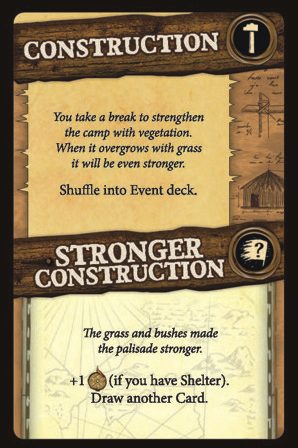 CONSTRUCTION
You take a break to strengthen
the camp with vegetation.
When it overgrows with grass
it will be even stronger.
Shuffle into Event deck.
STRONGER
CONSTRUCTION
?
The grass and bushes made
the palisade stronger.
+1 (if you have Shelter).
Draw another Card.